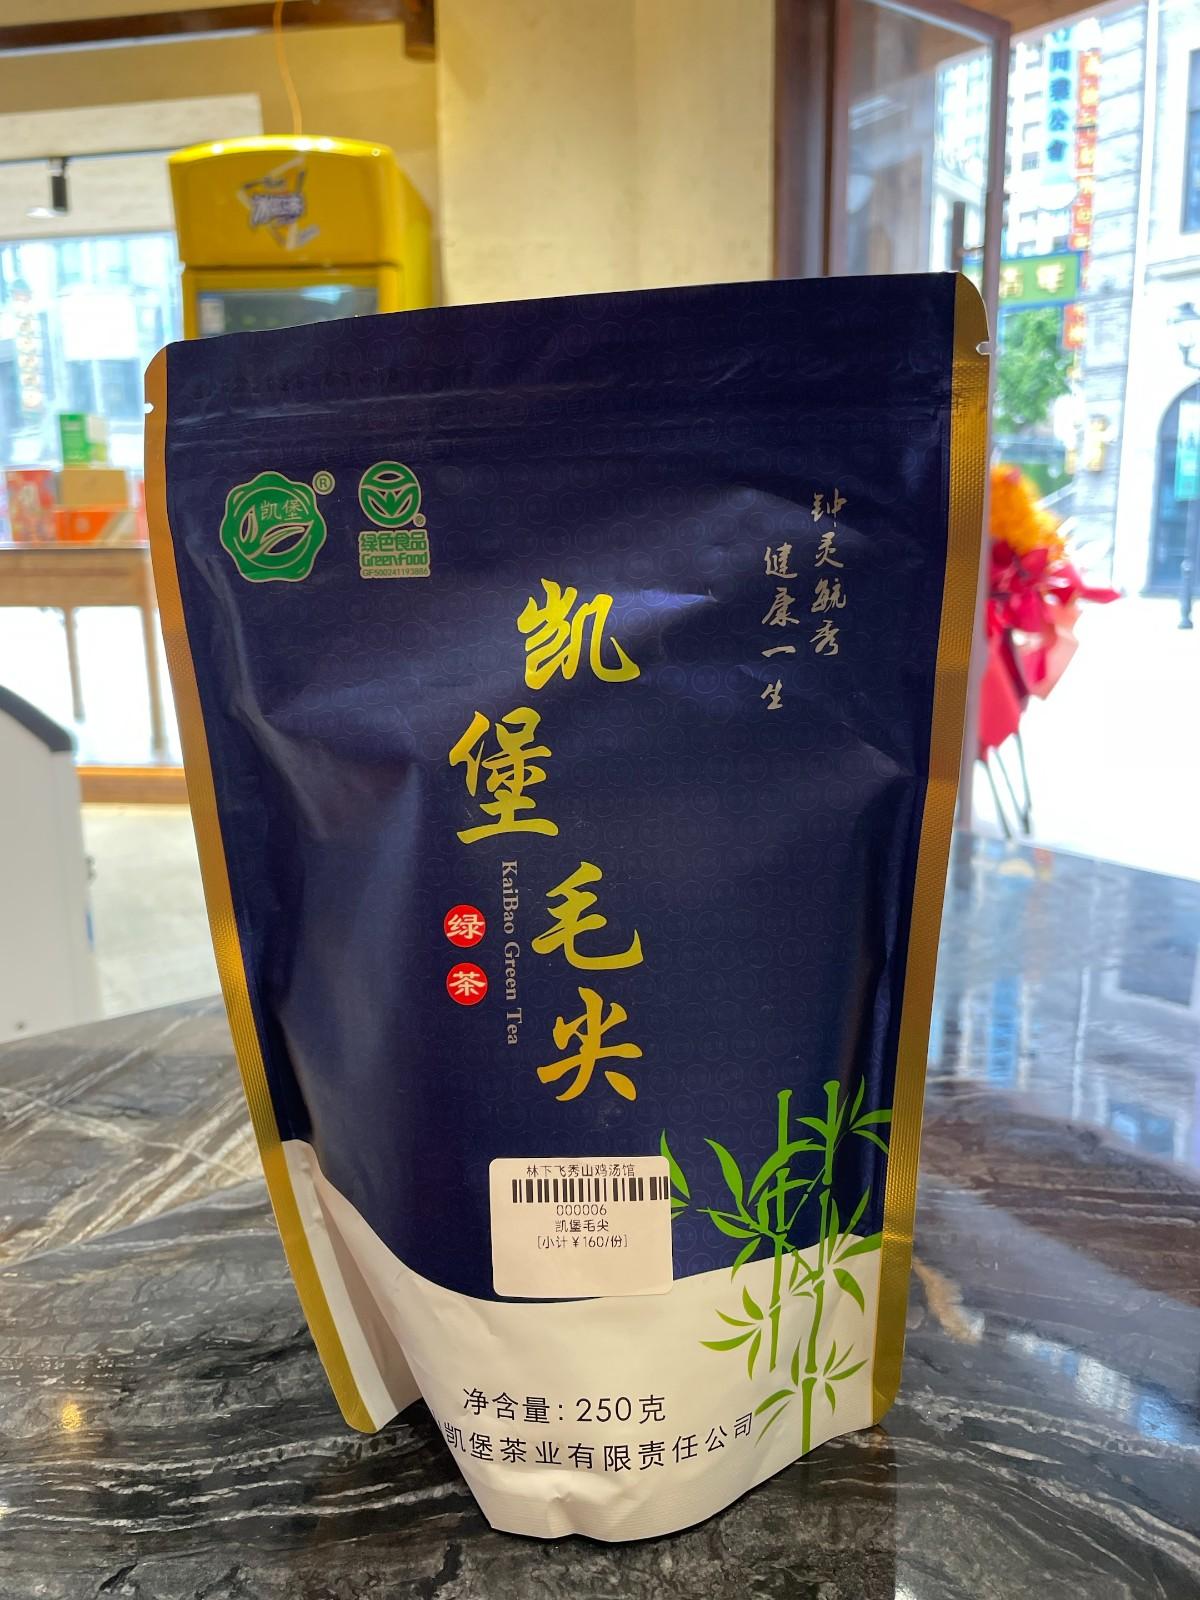 凯堡
®
绿色食品
GreenFood
GF500241193886
钟灵毓秀
健康一生
凯堡毛尖
KaiBao Green Tea
绿茶
林下飞秀山鸡汤馆
000006
凯堡毛尖
[小计￥160/份]
净含量:250克
凯堡茶业有限责任公司